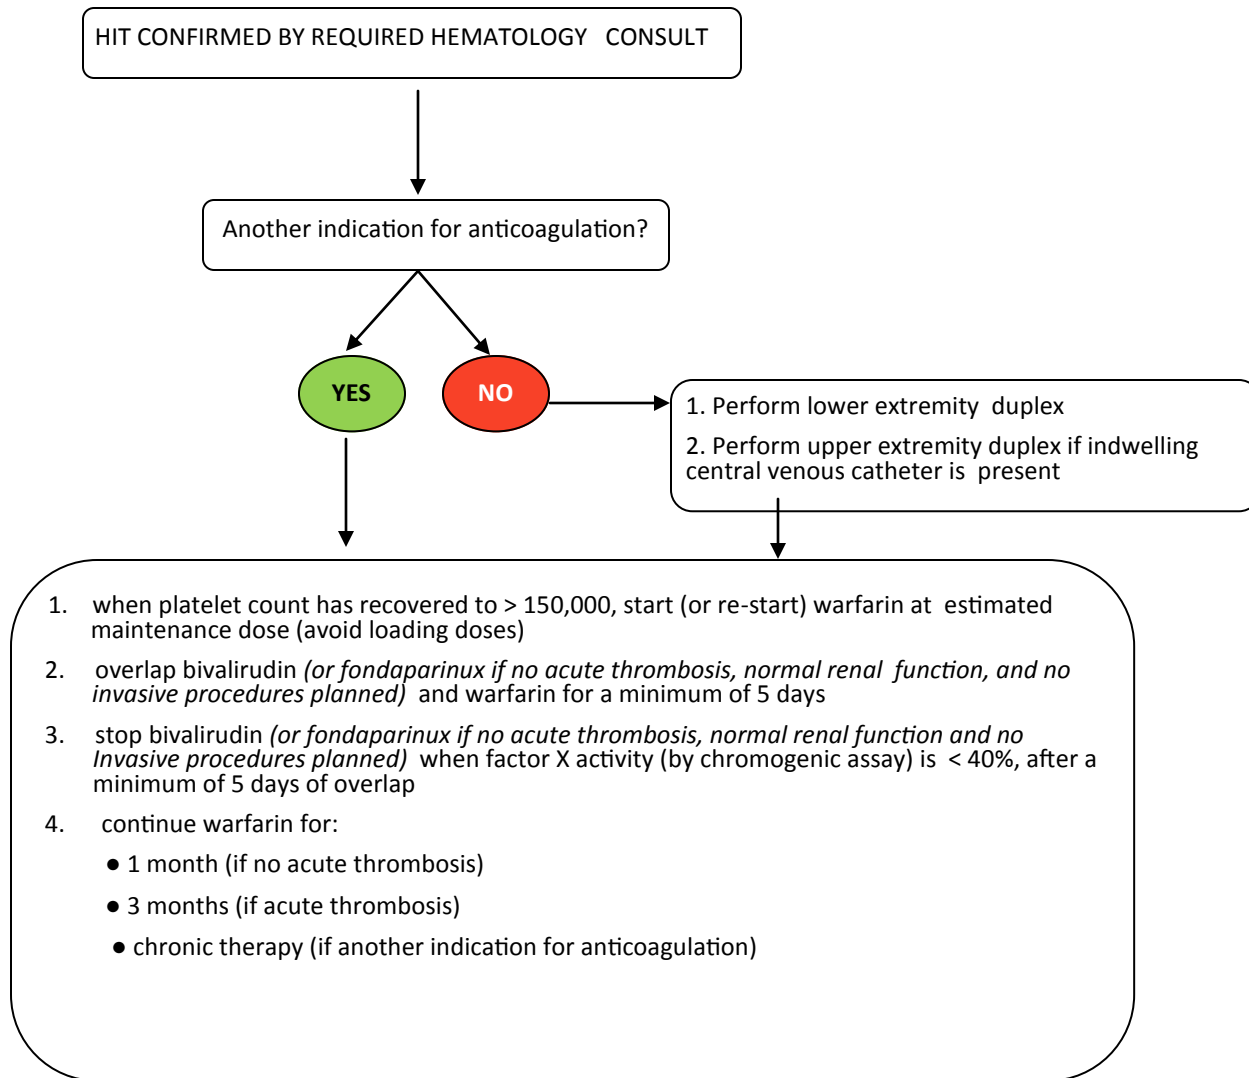 HIT CONFIRMED BY REQUIRED HEMATOLOGY CONSULT
Another indication for anticoagulation?
YES
NO
1. Perform lower extremity duplex
2. Perform upper extremity duplex if indwelling
central venous catheter is present
1. when platelet count has recovered to > 150,000, start (or re-start) warfarin at estimated
maintenance dose (avoid loading doses)
2. overlap bivalirudin (or fondaparinux if no acute thrombosis, normal renal function, and no
invasive procedures planned) and warfarin for a minimum of 5 days
3. stop bivalirudin (or fondaparinux if no acute thrombosis, normal renal function and no
Invasive procedures planned) when factor X activity (by chromogenic assay) is < 40%, after a
minimum of 5 days of overlap
4. continue warfarin for:
● 1 month (if no acute thrombosis)
● 3 months (if acute thrombosis)
● chronic therapy (if another indication for anticoagulation)